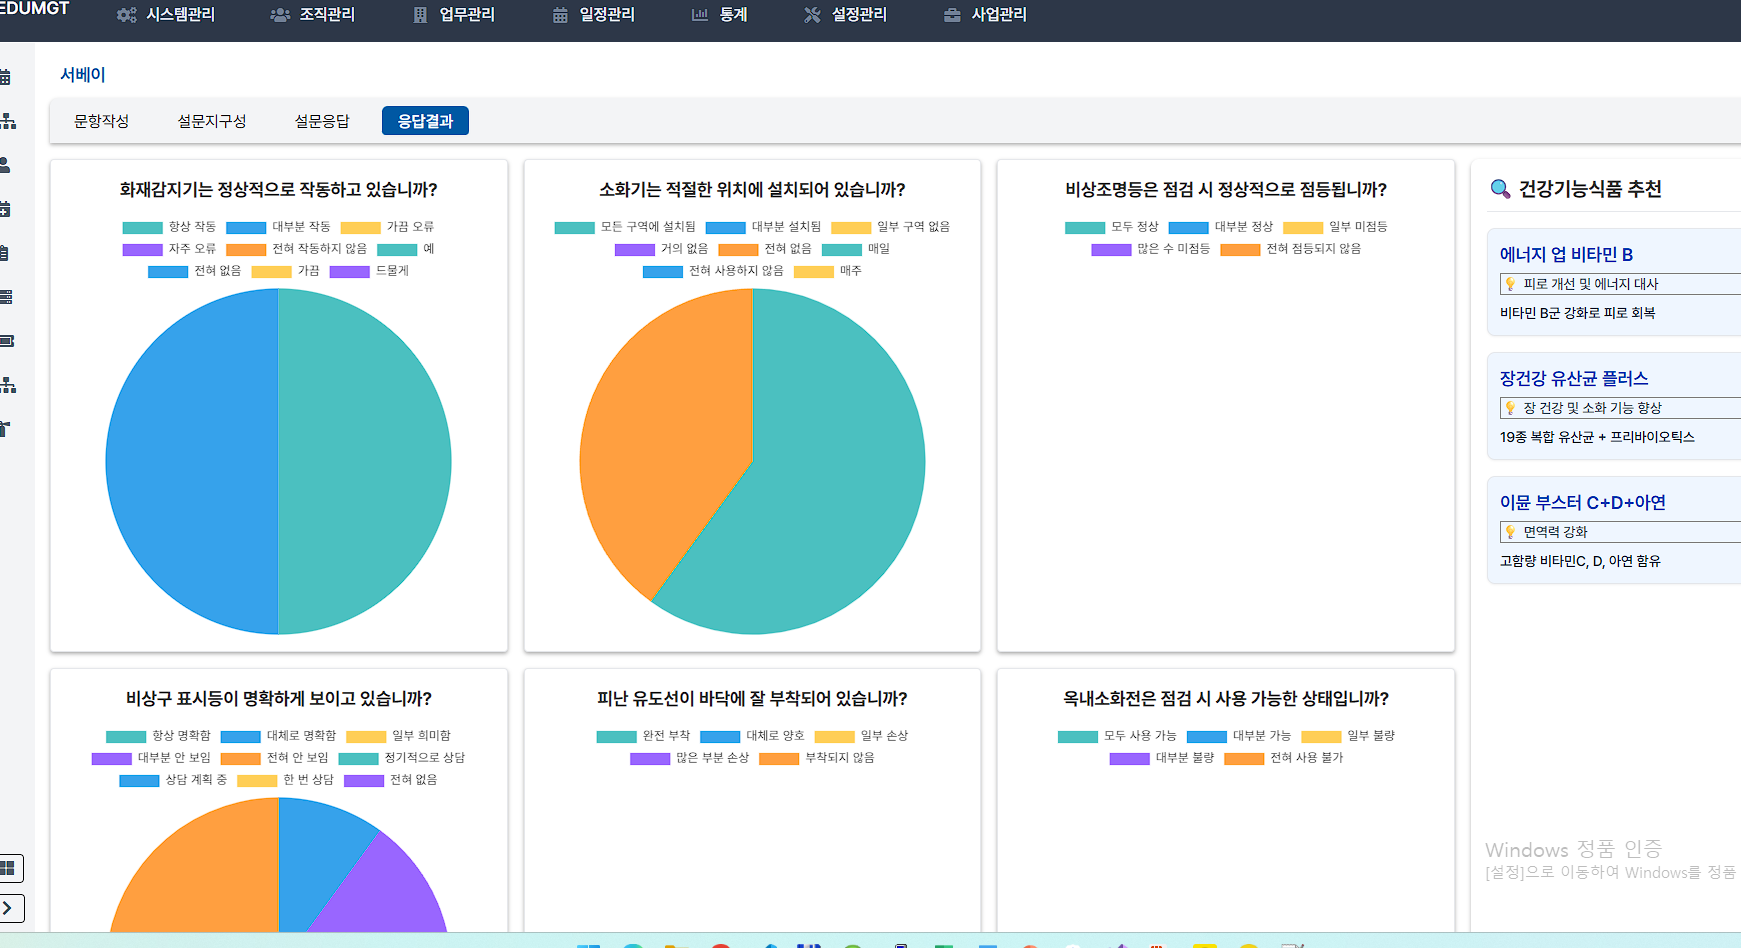 EDUMGT 시스템관리 조직관리 업무관리 일정관리 통계 설정관리 사업관리
서베이
문항작성 설문지구성 설문응답 응답결과
화재감지기는 정상적으로 작동하고 있습니까?
항상 작동 대부분 작동 가끔 오류
자주 오류 전혀 작동하지 않음 예
전혀 없음 가끔 드물게
소화기는 적절한 위치에 설치되어 있습니까?
모든 구역에 설치됨 대부분 설치됨 일부 구역 없음
거의 없음 전혀 없음 매일
전혀 사용하지 않음 매주
비상조명등은 점검 시 정상적으로 점등됩니까?
모두 정상 대부분 정상 일부 미점등
많은 수 미점등 전혀 점등되지 않음
비상구 표시등이 명확하게 보이고 있습니까?
항상 명확함 대체로 명확함 일부 희미함
대부분 안 보임 전혀 안 보임 정기적으로 상담
상담 계획 중 한 번 상담 전혀 없음
피난 유도선이 바닥에 잘 부착되어 있습니까?
완전 부착 대체로 양호 일부 손상
많은 부분 손상 부착되지 않음
옥내소화전은 점검 시 사용 가능한 상태입니까?
모두 사용 가능 대부분 가능 일부 불량
대부분 불량 전혀 사용 불가
건강기능식품 추천
에너지 업 비타민 B
피로 개선 및 에너지 대사
비타민 B군 강화로 피로 회복
장건강 유산균 플러스
장 건강 및 소화 기능 향상
19종 복합 유산균 + 프리바이오틱스
이뮨 부스터 C+D+아연
면역력 강화
고함량 비타민C, D, 아연 함유
Windows 정품 인증
[설정]으로 이동하여 Windows를 정품